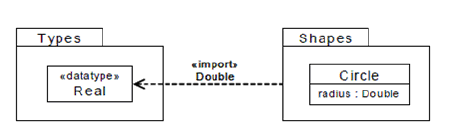 Types
«datatype»
Real
«import»
Double
Shapes
Circle
radius : Double